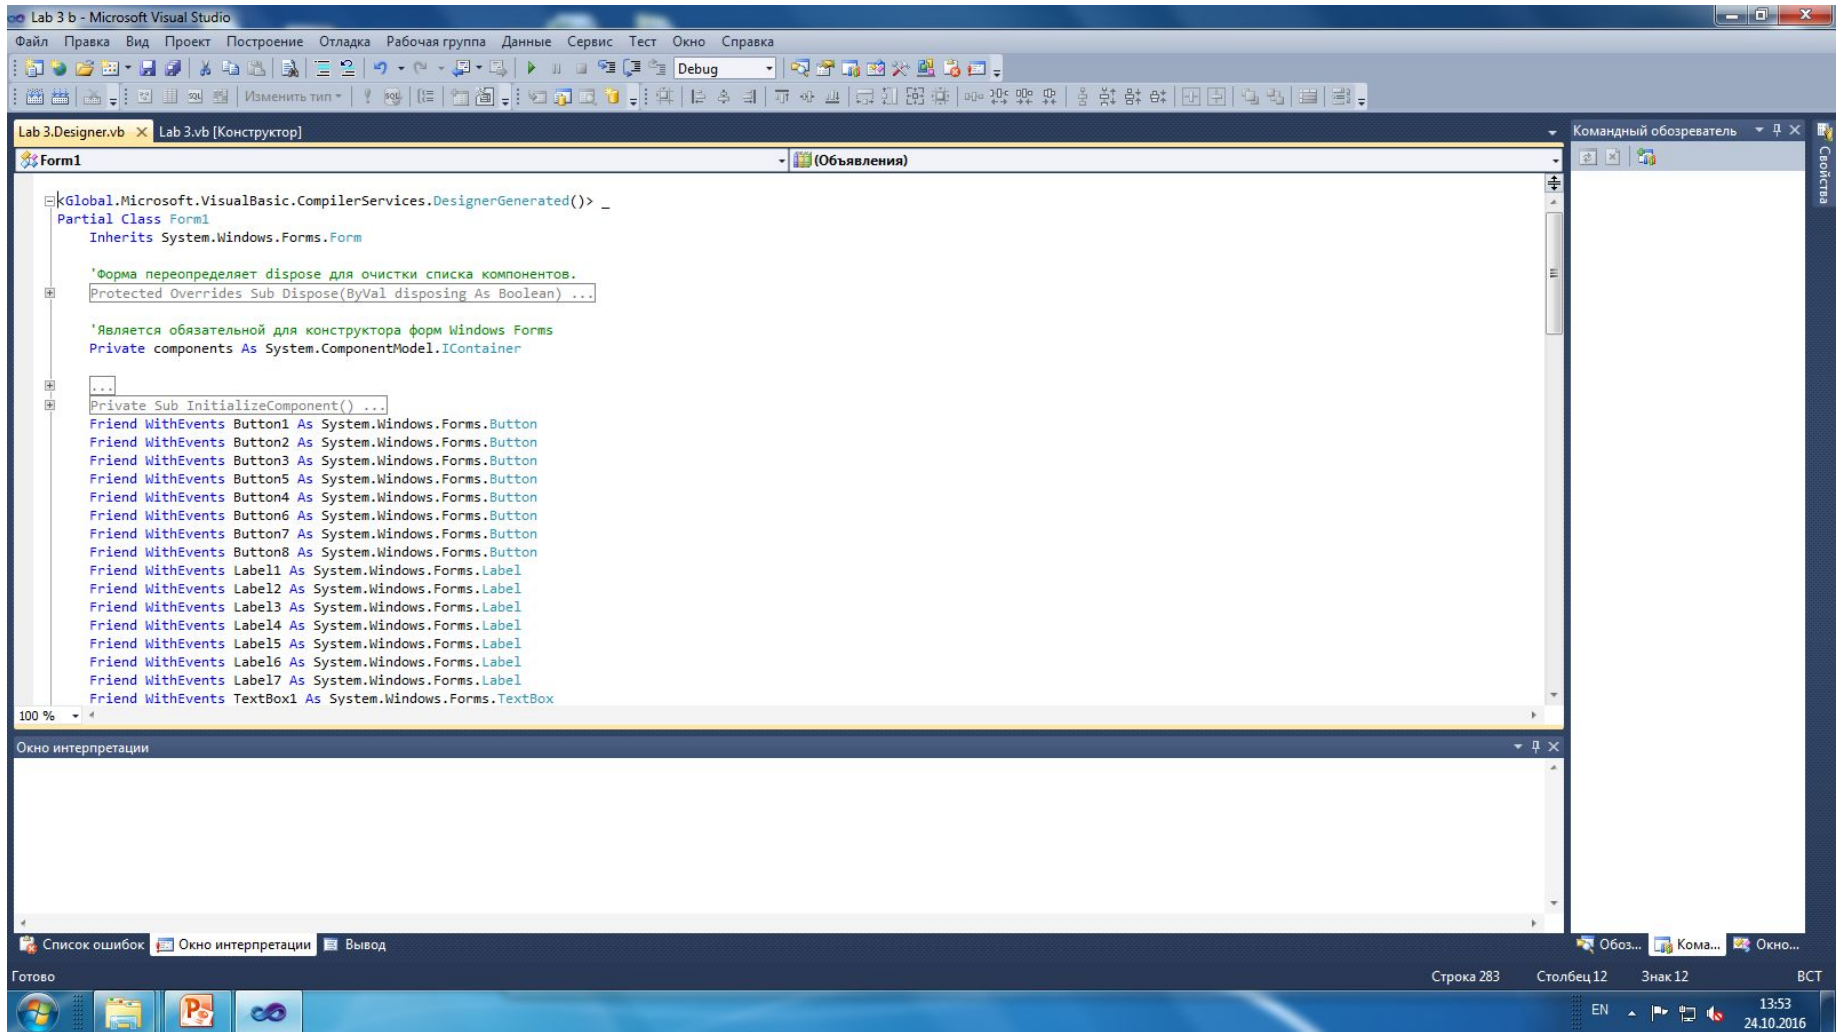 Lab 3 b - Microsoft Visual Studio
Файл Правка Вид Проект Построение Отладка Рабочая группа Данные Сервис Тест Окно Справка
Debug
Изменить тип
Lab 3.Designer.vb Lab 3.vb [Конструктор]
Командный обозреватель
Свойства
Form1
(Объявления)
<Global.Microsoft.VisualBasic.CompilerServices.DesignerGenerated()> _
Partial Class Form1
Inherits System.Windows.Forms.Form
'Форма переопределяет dispose для очистки списка компонентов.
Protected Overrides Sub Dispose(ByVal disposing As Boolean) ...
'Является обязательной для конструктора форм Windows Forms
Private components As System.ComponentModel.IContainer
...
Private Sub InitializeComponent() ...
Friend WithEvents Button1 As System.Windows.Forms.Button
Friend WithEvents Button2 As System.Windows.Forms.Button
Friend WithEvents Button3 As System.Windows.Forms.Button
Friend WithEvents Button5 As System.Windows.Forms.Button
Friend WithEvents Button4 As System.Windows.Forms.Button
Friend WithEvents Button6 As System.Windows.Forms.Button
Friend WithEvents Button7 As System.Windows.Forms.Button
Friend WithEvents Button8 As System.Windows.Forms.Button
Friend WithEvents Label1 As System.Windows.Forms.Label
Friend WithEvents Label2 As System.Windows.Forms.Label
Friend WithEvents Label3 As System.Windows.Forms.Label
Friend WithEvents Label4 As System.Windows.Forms.Label
Friend WithEvents Label5 As System.Windows.Forms.Label
Friend WithEvents Label6 As System.Windows.Forms.Label
Friend WithEvents Label7 As System.Windows.Forms.Label
Friend WithEvents TextBox1 As System.Windows.Forms.TextBox
100 %
Окно интерпретации
Список ошибок Окно интерпретации Вывод
Обоз... Кома... Окно...
Готово
Строка 283 Столбец 12 Знак 12 ВСТ
EN
13:53
24.10.2016